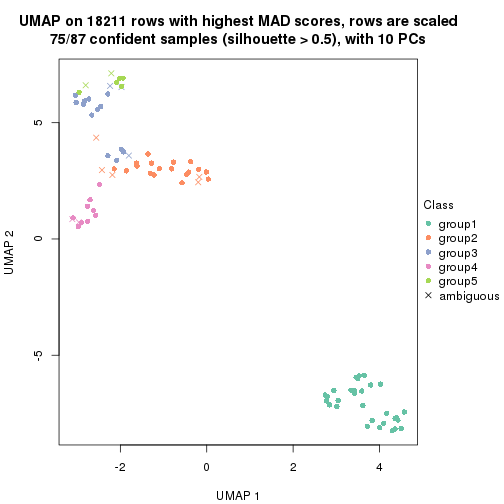 UMAP on 18211 rows with highest MAD scores, rows are scaled
75/87 confident samples (silhouette > 0.5), with 10 PCs
5
0
-5
UMAP 2
-2
0
2
4
UMAP 1
Class
group1
group2
group3
group4
group5
ambiguous